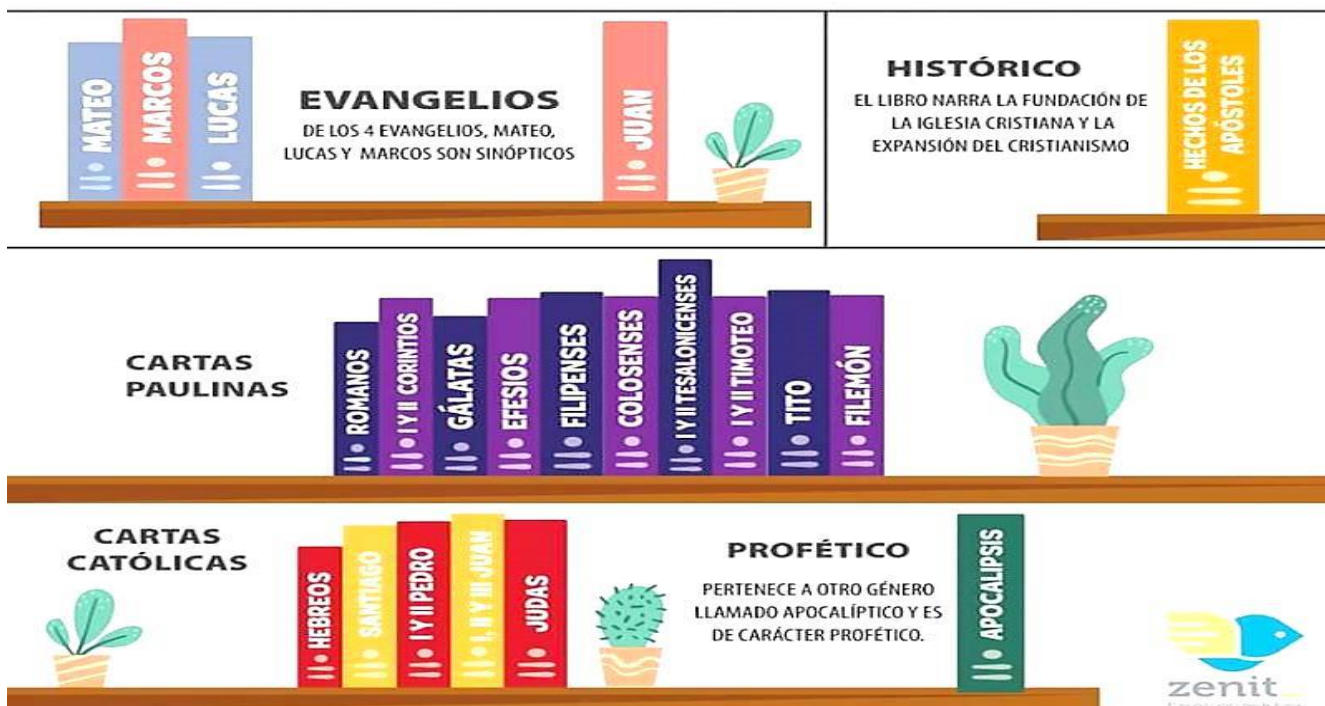 MATEO
MARCOS
LUCAS
EVANGELIOS
DE LOS 4 EVANGELIOS, MATEO,
LUCAS Y MARCOS SON SINÓPTICOS
JUAN
HISTÓRICO
EL LIBRO NARRA LA FUNDACIÓN DE
LA IGLESIA CRISTIANA Y LA
EXPANSIÓN DEL CRISTIANISMO
HECHOS DE LOS
APÓSTOLES
CARTAS
PAULINAS
ROMANOS
I Y II CORINTIOS
GÁLATAS
EFESIOS
FILIPENSES
COLOSENSES
I Y II TESALONICENSES
I Y II TIMOTEO
TITO
FILEMÓN
CARTAS
CATÓLICAS
HEBREOS
SANTIAGO
I Y II PEDRO
I, II Y III JUAN
JUDAS
PROFÉTICO
PERTENECE A OTRO GÉNERO
LLAMADO APOCALÍPTICO Y ES
DE CARÁCTER PROFÉTICO.
APOCALIPSIS
zenit